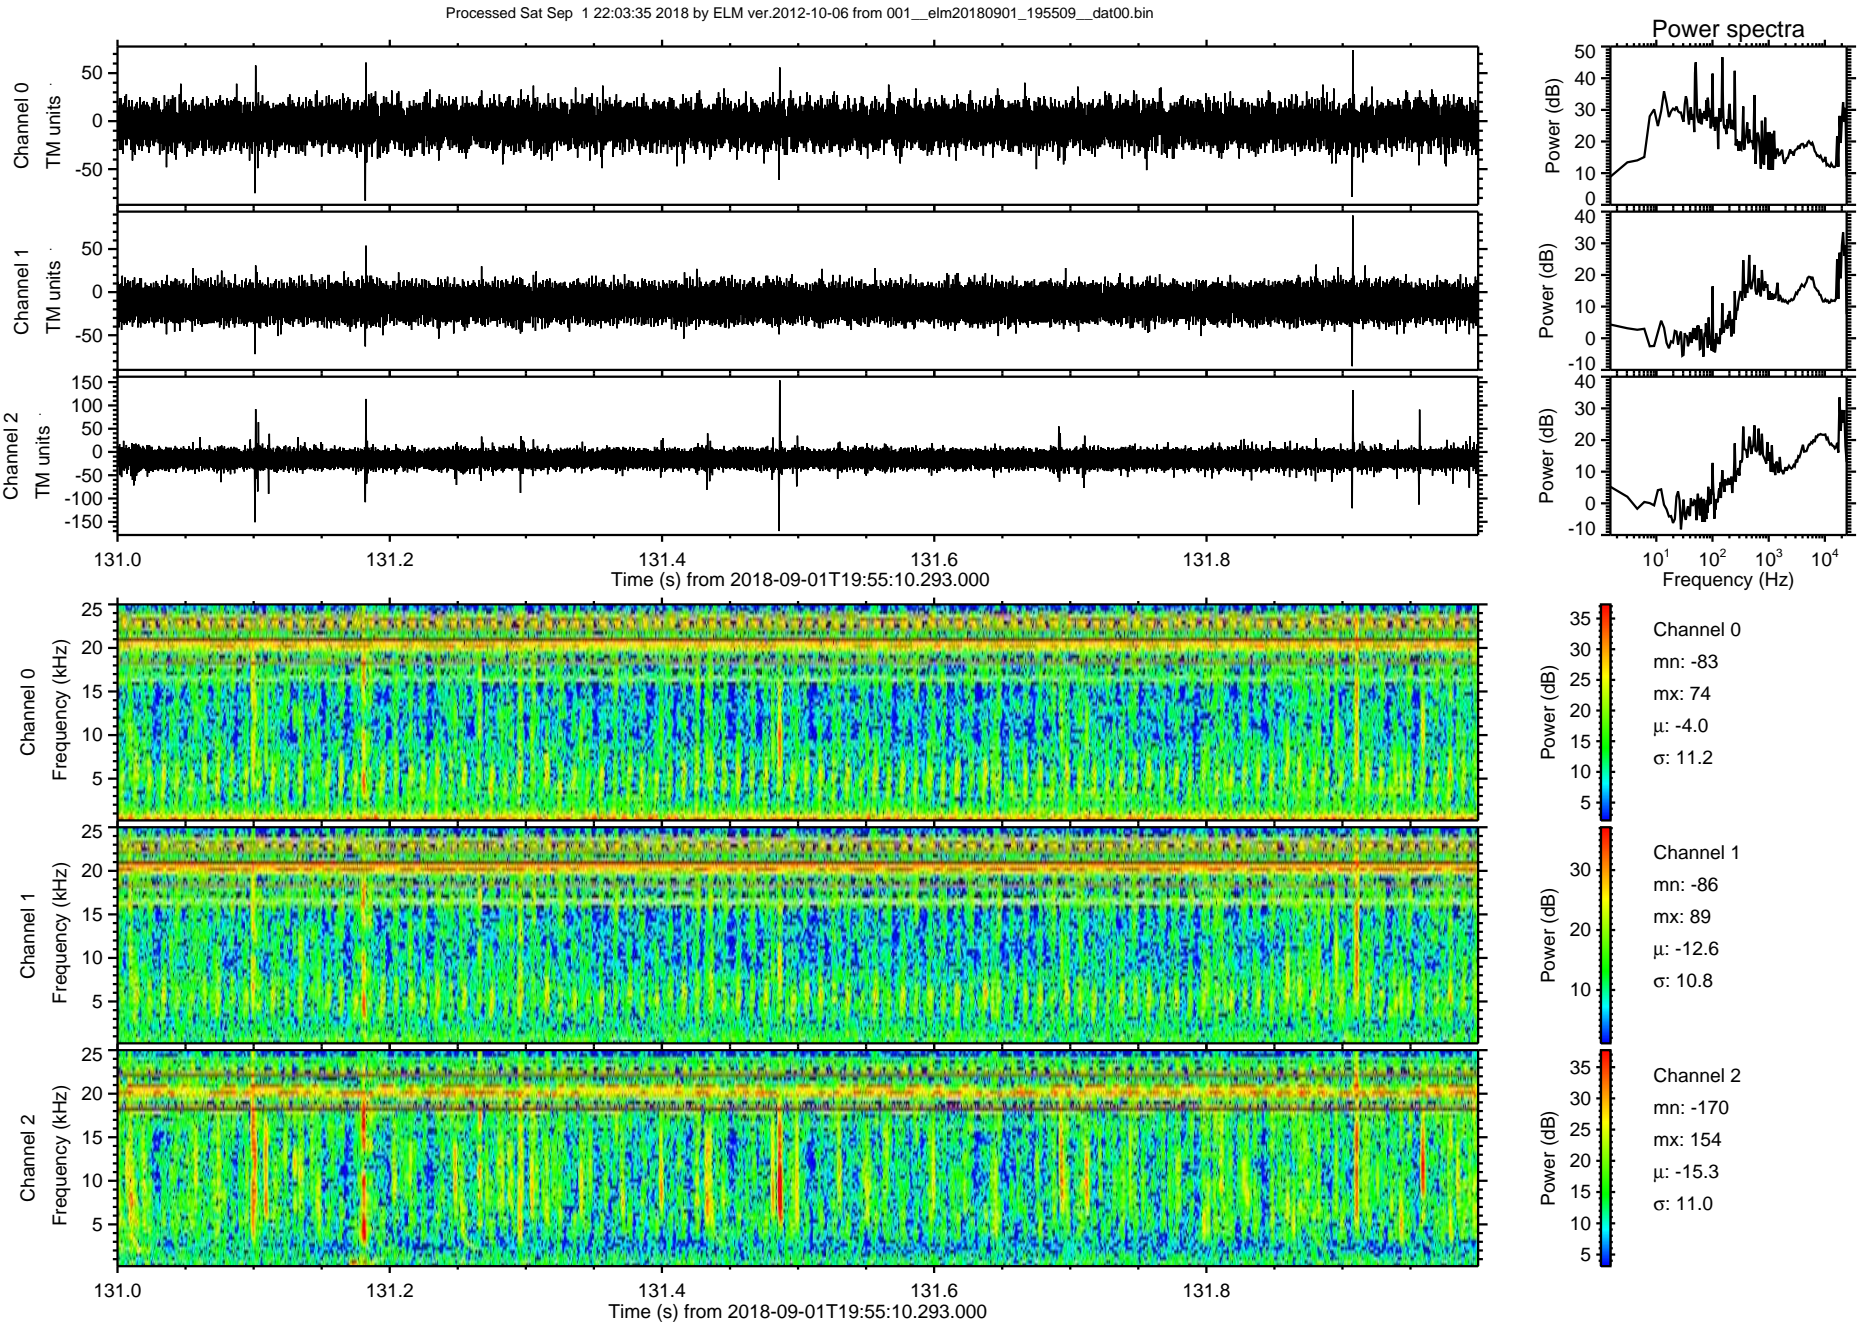 Processed Sat Sep 1 22:03:35 2018 by ELM ver.2012-10-06 from 001__elm20180901_195509__dat00.bin
Power spectra
Channel 0
TM units
50
0
-50
Power (dB)
50
40
30
20
10
0
Channel 1
TM units
50
0
-50
Power (dB)
40
30
20
10
0
-10
Channel 2
TM units
150
100
50
0
-50
-100
-150
Power (dB)
40
30
20
10
0
-10
131.0 131.2 131.4 131.6 131.8
Time (s) from 2018-09-01T19:55:10.293.000
10^1 10^2 10^3 10^4
Frequency (Hz)
Channel 0
Frequency (kHz)
25
20
15
10
5
Power (dB)
35
30
25
20
15
10
5
Channel 0
mn: -83
mx: 74
μ: -4.0
σ: 11.2
Channel 1
Frequency (kHz)
25
20
15
10
5
Power (dB)
30
20
10
Channel 1
mn: -86
mx: 89
μ: -12.6
σ: 10.8
Channel 2
Frequency (kHz)
25
20
15
10
5
Power (dB)
35
30
25
20
15
10
5
Channel 2
mn: -170
mx: 154
μ: -15.3
σ: 11.0
131.0 131.2 131.4 131.6 131.8
Time (s) from 2018-09-01T19:55:10.293.000